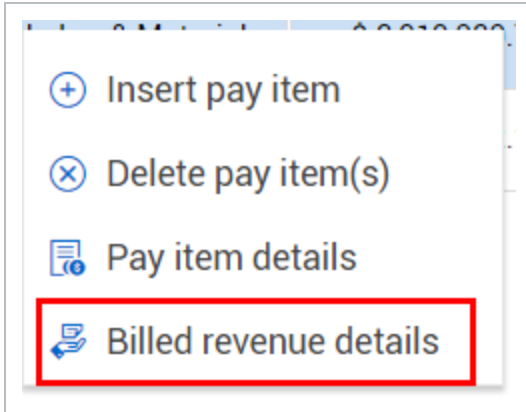 Insert pay item
Delete pay item(s)
Pay item details
Billed revenue details